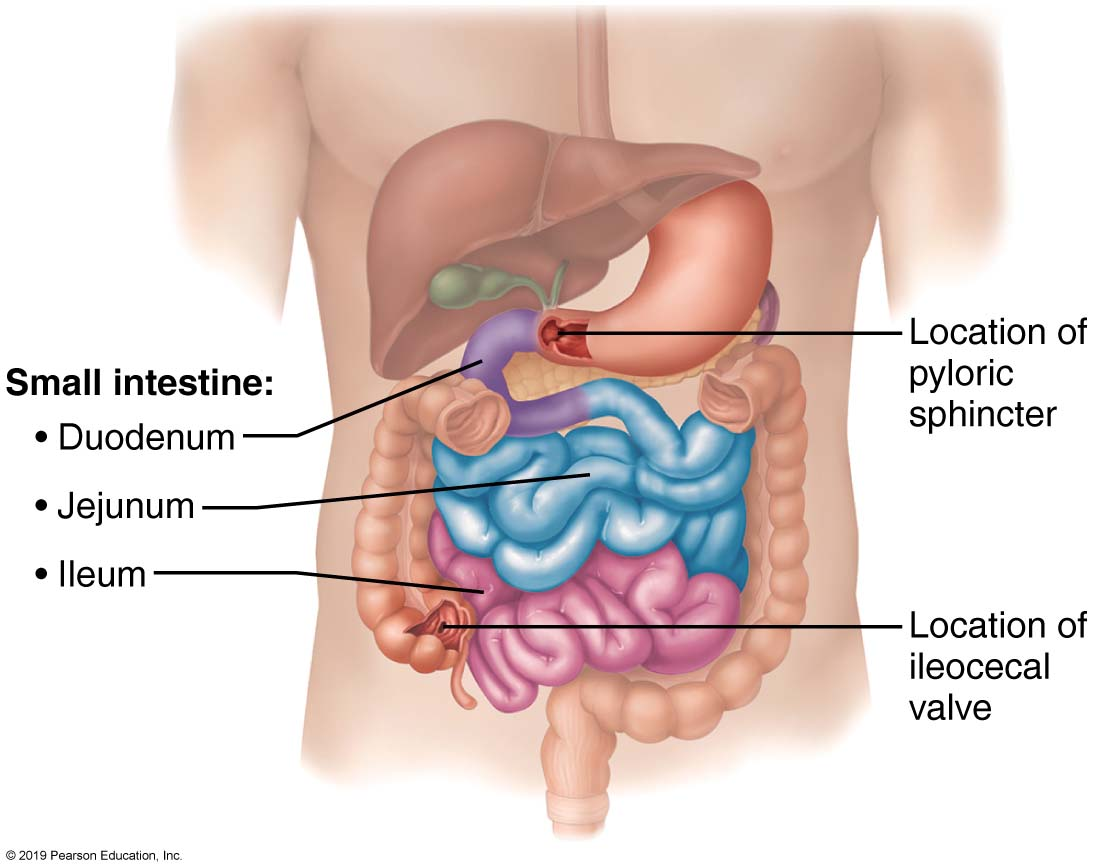 Small intestine:
• Duodenum
• Jejunum
• Ileum
Location of
pyloric
sphincter
Location of
ileocecal
valve
© 2019 Pearson Education, Inc.